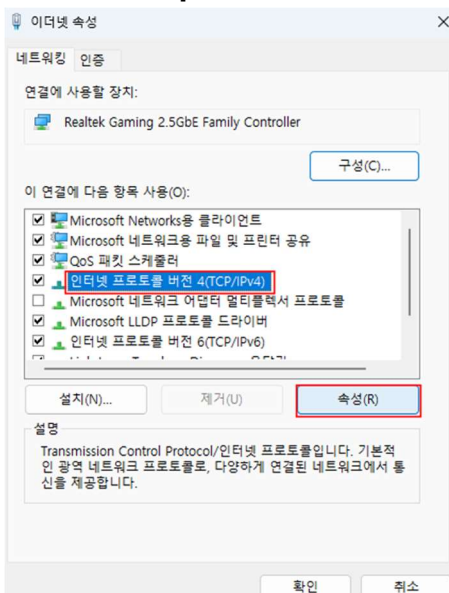 이더넷 속성
네트워킹 인증
연결에 사용할 장치:
Realtek Gaming 2.5GbE Family Controller
구성(C)...
이 연결에 다음 항목 사용(O):
Microsoft Networks용 클라이언트
Microsoft 네트워크용 파일 및 프린터 공유
QoS 패킷 스케줄러
인터넷 프로토콜 버전 4(TCP/IPv4)
Microsoft 네트워크 어댑터 멀티플렉서 프로토콜
Microsoft LLDP 프로토콜 드라이버
인터넷 프로토콜 버전 6(TCP/IPv6)
설치(N)... 제거(U) 속성(R)
설명
Transmission Control Protocol/인터넷 프로토콜입니다. 기본적
인 광역 네트워크 프로토콜로, 다양하게 연결된 네트워크에서 통
신을 제공합니다.
확인 취소